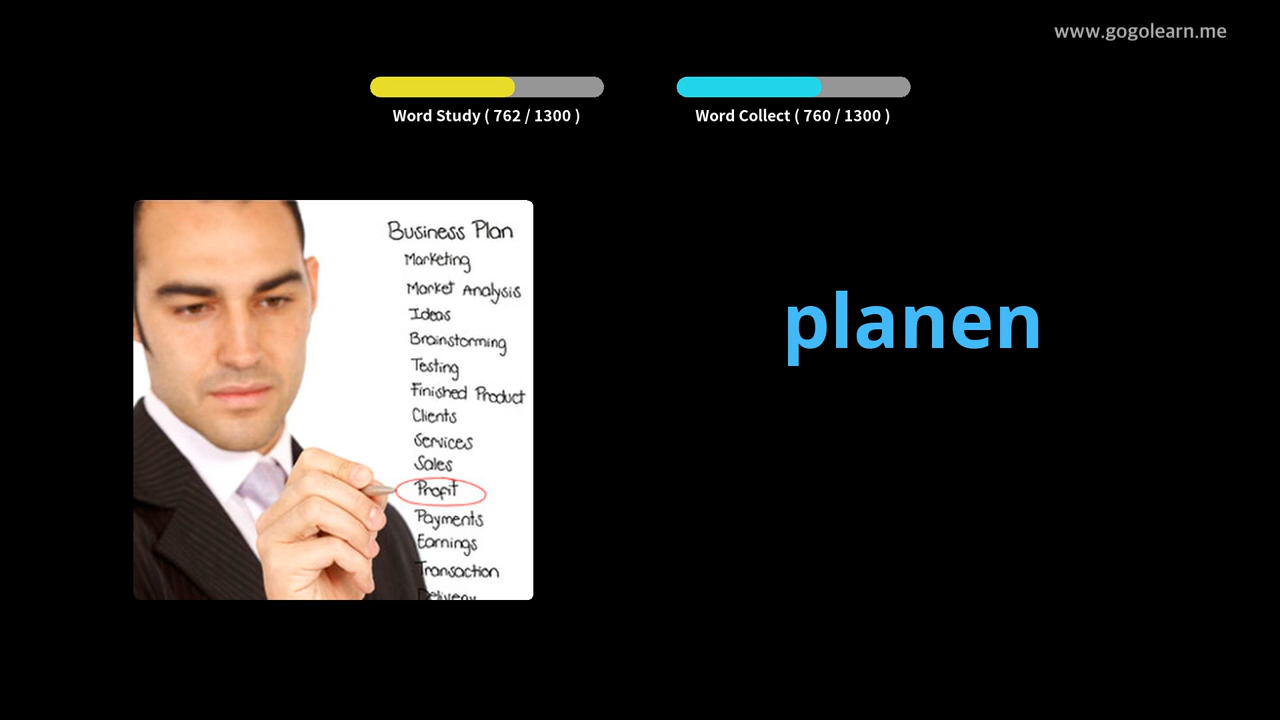 www.gogolearn.me
Word Study ( 762 / 1300 )
Word Collect ( 760 / 1300 )
Business Plan
Marketing
Market Analysis
Ideas
Brainstorming
Testing
Finished Product
Clients
Services
Sales
Profit
Payments
Earnings
Transaction
Delivery
planen